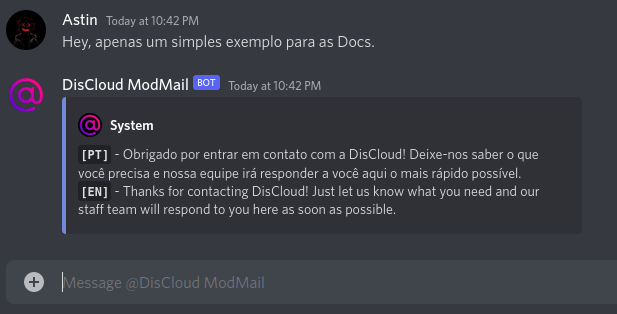 Astin Today at 10:42 PM
Hey, apenas um simples exemplo para as Docs.
DisCloud ModMail BOT Today at 10:42 PM
System
[PT] - Obrigado por entrar em contato com a DisCloud! Deixe-nos saber o que
você precisa e nossa equipe irá responder a você aqui o mais rápido possível.
[EN] - Thanks for contacting DisCloud! Just let us know what you need and our
staff team will respond to you here as soon as possible.
Message @DisCloud ModMail